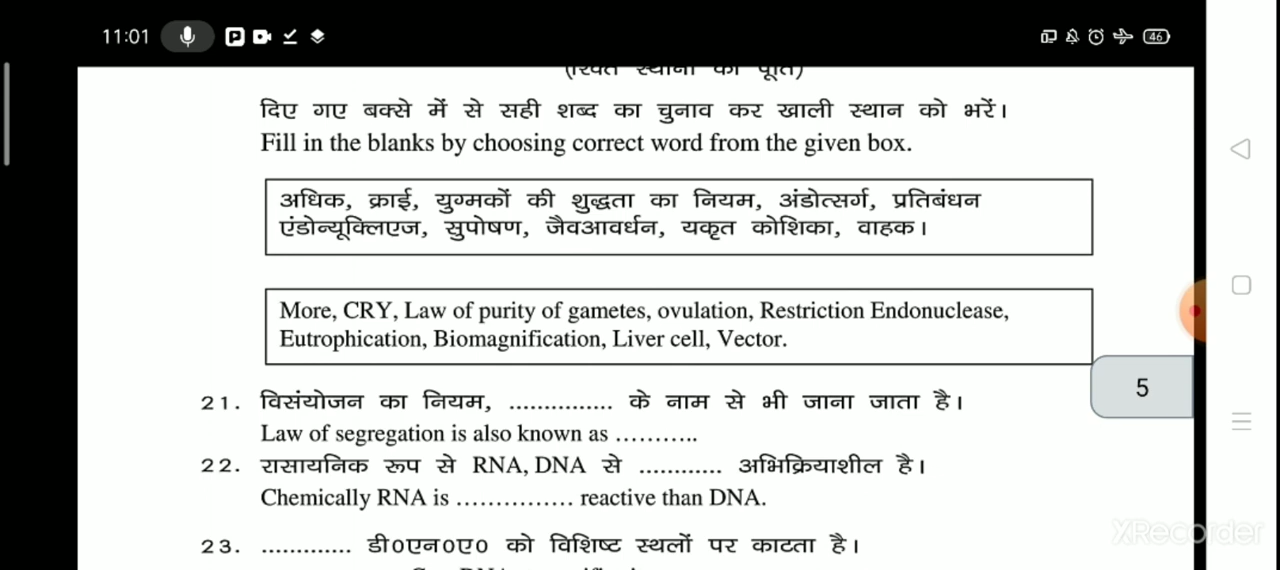 11:01
46
(रिक्त स्थानों की पूर्ति)
दिए गए बक्से में से सही शब्द का चुनाव कर खाली स्थान को भरें।
Fill in the blanks by choosing correct word from the given box.
अधिक, क्राई, युग्मकों की शुद्धता का नियम, अंडोत्सर्ग, प्रतिबंधन
एंडोन्यूक्लिएज, सुपोषण, जैवआवर्धन, यकृत कोशिका, वाहक।
More, CRY, Law of purity of gametes, ovulation, Restriction Endonuclease,
Eutrophication, Biomagnification, Liver cell, Vector.
5
21. विसंयोजन का नियम, ............... के नाम से भी जाना जाता है।
Law of segregation is also known as ………..
22. रासायनिक रूप से RNA, DNA से ............ अभिक्रियाशील है।
Chemically RNA is …………… reactive than DNA.
23. ............. डी०एन०ए० को विशिष्ट स्थलों पर काटता है।
XRecorder